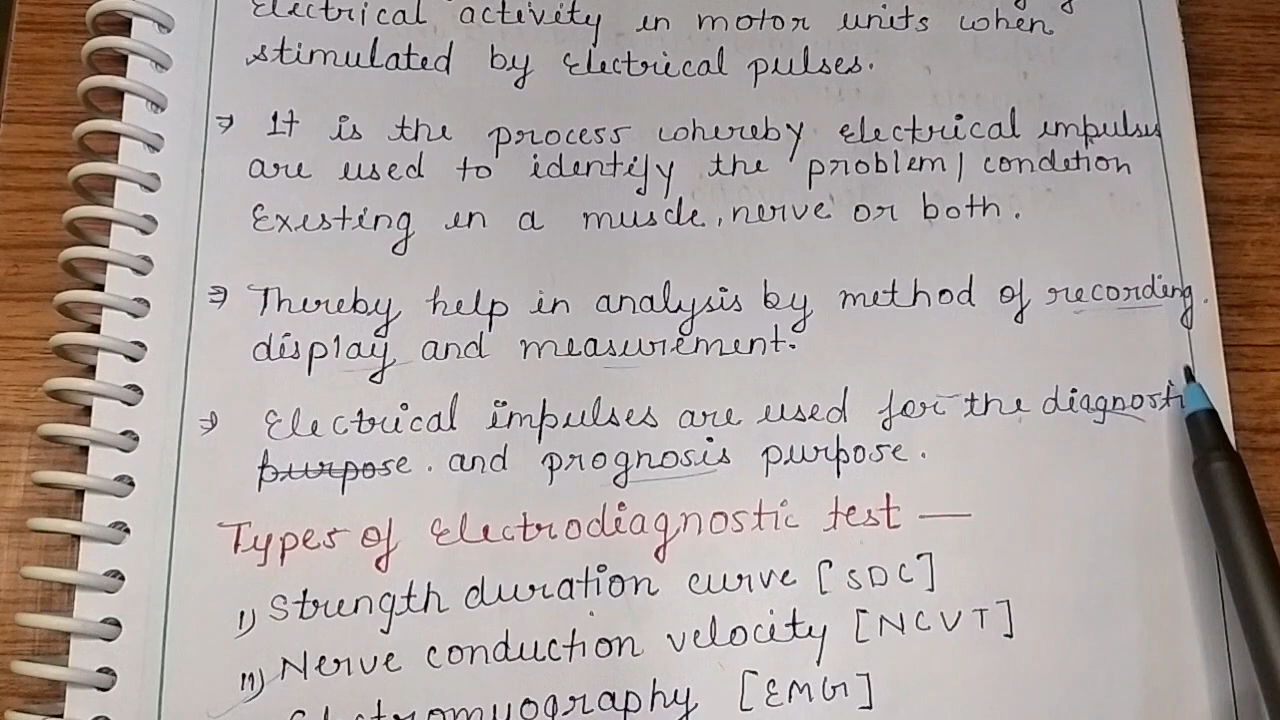 Electrical activity in motor units when
stimulated by Electrical pulses.
→ It is the process whereby electrical impulses
are used to identify the problem/condition
Existing in a muscle, nerve or both.
⇒ Thereby help in analysis by method of recording.
display and measurement.
→ Electrical impulses are used for the diagnosti
purpose. and prognosis purpose.
Types of Electrodiagnostic test —
I) Strength duration curve [SDC]
II) Nerve conduction velocity [NCVT]
Electromyography [EMG]